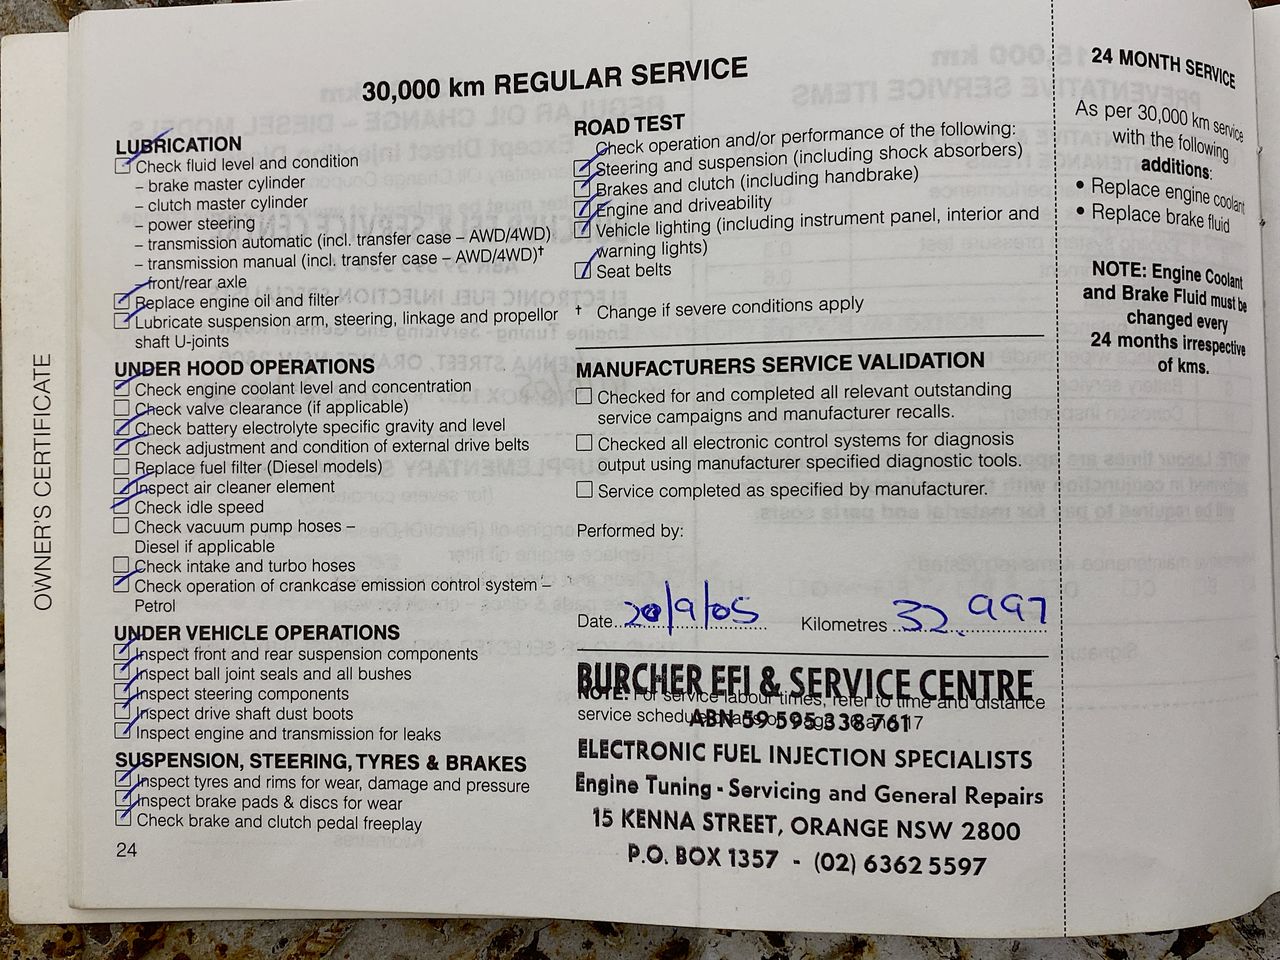 30,000 km REGULAR SERVICE
LUBRICATION
Check fluid level and condition
– brake master cylinder
– clutch master cylinder
– power steering
– transmission automatic (incl. transfer case – AWD/4WD)
– transmission manual (incl. transfer case – AWD/4WD)†
– front/rear axle
Replace engine oil and filter
Lubricate suspension arm, steering, linkage and propellor
shaft U-joints
UNDER HOOD OPERATIONS
Check engine coolant level and concentration
Check valve clearance (if applicable)
Check battery electrolyte specific gravity and level
Check adjustment and condition of external drive belts
Replace fuel filter (Diesel models)
Inspect air cleaner element
Check idle speed
Check vacuum pump hoses –
Diesel if applicable
Check intake and turbo hoses
Check operation of crankcase emission control system –
Petrol
UNDER VEHICLE OPERATIONS
Inspect front and rear suspension components
Inspect ball joint seals and all bushes
Inspect steering components
Inspect drive shaft dust boots
Inspect engine and transmission for leaks
SUSPENSION, STEERING, TYRES & BRAKES
Inspect tyres and rims for wear, damage and pressure
Inspect brake pads & discs for wear
Check brake and clutch pedal freeplay
24
ROAD TEST
Check operation and/or performance of the following:
Steering and suspension (including shock absorbers)
Brakes and clutch (including handbrake)
Engine and driveability
Vehicle lighting (including instrument panel, interior and
warning lights)
Seat belts
† Change if severe conditions apply
MANUFACTURERS SERVICE VALIDATION
Checked for and completed all relevant outstanding
service campaigns and manufacturer recalls.
Checked all electronic control systems for diagnosis
output using manufacturer specified diagnostic tools.
Service completed as specified by manufacturer.
Performed by:
Date 20/9/05 Kilometres 32,997
BURCHER EFI & SERVICE CENTRE
NOTE: For service labour times, refer to time and distance
service schedule 17
ABN 59 595 338 761
ELECTRONIC FUEL INJECTION SPECIALISTS
Engine Tuning - Servicing and General Repairs
15 KENNA STREET, ORANGE NSW 2800
P.O. BOX 1357 - (02) 6362 5597
24 MONTH SERVICE
As per 30,000 km service
with the following
additions:
• Replace engine coolant
• Replace brake fluid
NOTE: Engine Coolant
and Brake Fluid must be
changed every
24 months irrespective
of kms.
OWNER'S CERTIFICATE